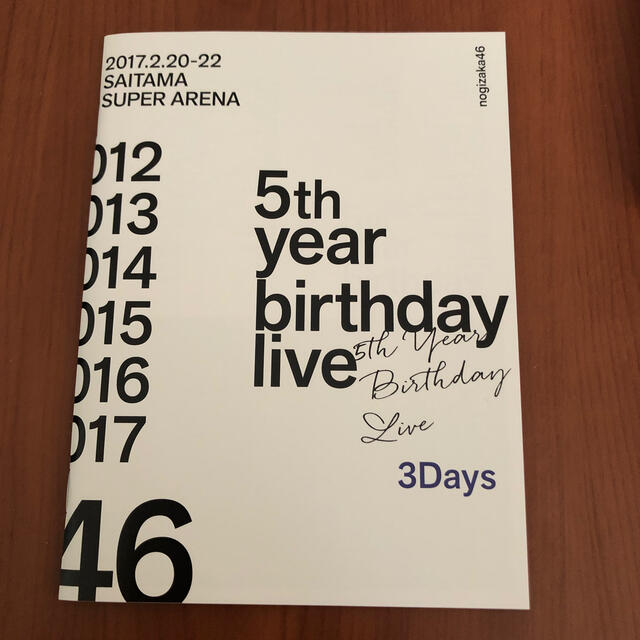 2017.2.20-22
SAITAMA
SUPER ARENA
nogizaka46
012
013
014
015
016
017
46
5th
year
birthday
live
5th Year
Birthday
Live
3Days